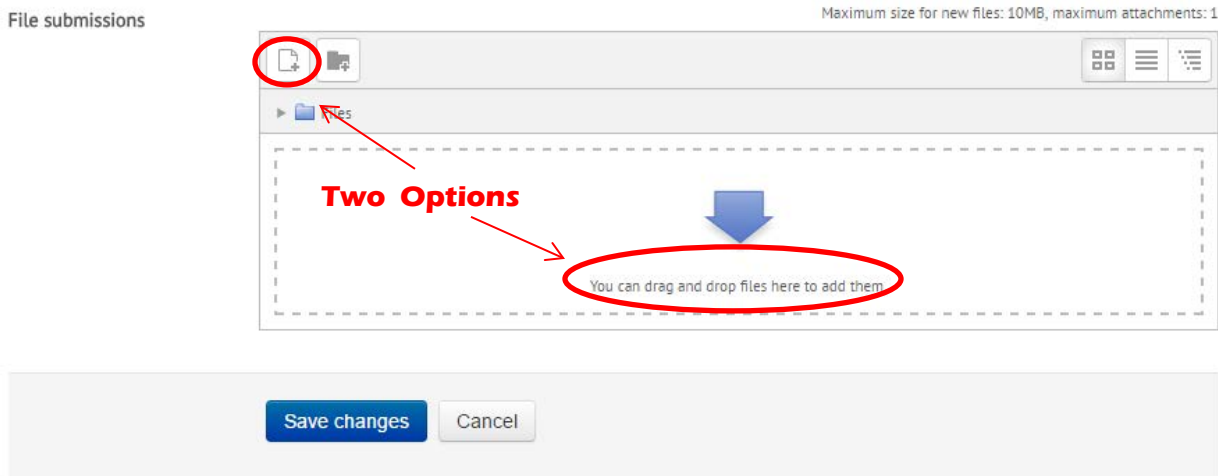 File submissions
Maximum size for new files: 10MB, maximum attachments: 1
Files
Two Options
You can drag and drop files here to add them
Save changes
Cancel